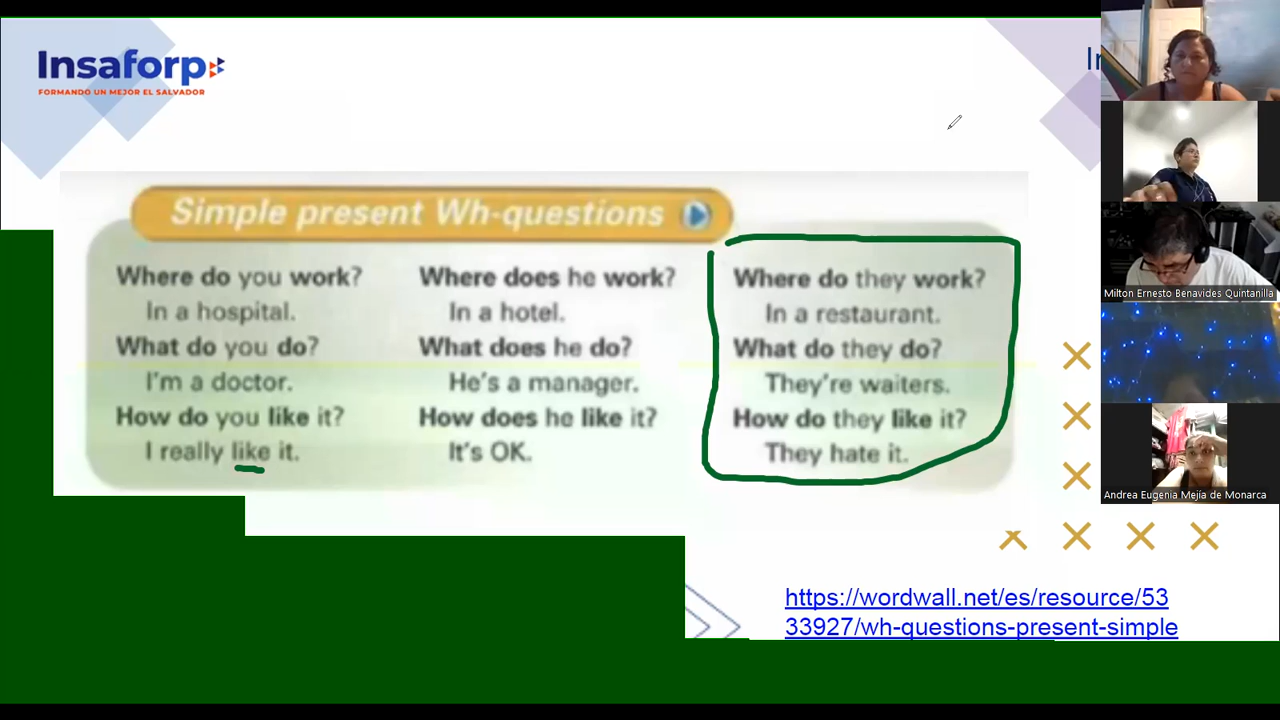 Insaforp
FORMANDO UN MEJOR EL SALVADOR
Simple present Wh-questions
Where do you work?
In a hospital.
What do you do?
I'm a doctor.
How do you like it?
I really like it.
Where does he work?
In a hotel.
What does he do?
He's a manager.
How does he like it?
It's OK.
Where do they work?
In a restaurant.
What do they do?
They're waiters.
How do they like it?
They hate it.
https://wordwall.net/es/resource/53
33927/wh-questions-present-simple
Milton Ernesto Benavides Quintanilla
Andrea Eugenia Mejía de Monarca